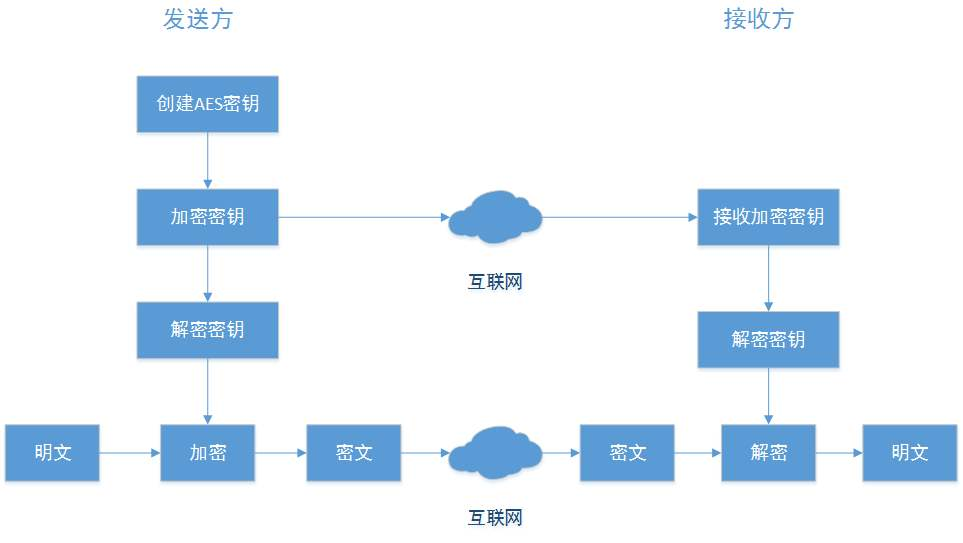 发送方
接收方
创建AES密钥
加密密钥
接收加密密钥
互联网
解密密钥
解密密钥
明文
加密
密文
密文
解密
明文
互联网